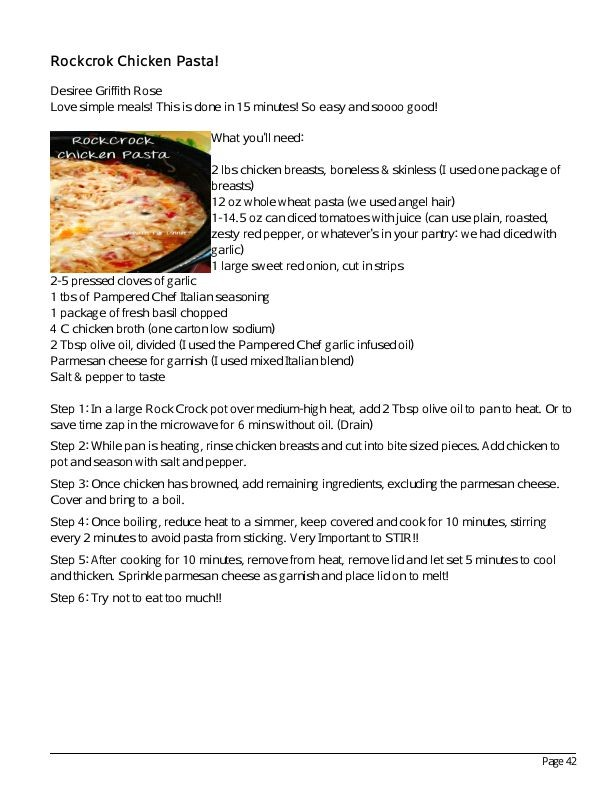 Rockcrok Chicken Pasta!
Desiree Griffith Rose
Love simple meals! This is done in 15 minutes! So easy and soooo good!
RockCrock
chicken Pasta
What you'll need:
2 lbs chicken breasts, boneless & skinless (I used one package of
breasts)
12 oz whole wheat pasta (we used angel hair)
1-14.5 oz can diced tomatoes with juice (can use plain, roasted,
zesty red pepper, or whatever's in your pantry: we had diced with
garlic)
1 large sweet red onion, cut in strips
2-5 pressed cloves of garlic
1 tbs of Pampered Chef Italian seasoning
1 package of fresh basil chopped
4 C chicken broth (one carton low sodium)
2 Tbsp olive oil, divided (I used the Pampered Chef garlic infused oil)
Parmesan cheese for garnish (I used mixed Italian blend)
Salt & pepper to taste
Step 1: In a large Rock Crock pot over medium-high heat, add 2 Tbsp olive oil to pan to heat. Or to
save time zap in the microwave for 6 mins without oil. (Drain)
Step 2: While pan is heating, rinse chicken breasts and cut into bite sized pieces. Add chicken to
pot and season with salt and pepper.
Step 3: Once chicken has browned, add remaining ingredients, excluding the parmesan cheese.
Cover and bring to a boil.
Step 4: Once boiling, reduce heat to a simmer, keep covered and cook for 10 minutes, stirring
every 2 minutes to avoid pasta from sticking. Very Important to STIR!!
Step 5: After cooking for 10 minutes, remove from heat, remove lid and let set 5 minutes to cool
and thicken. Sprinkle parmesan cheese as garnish and place lid on to melt!
Step 6: Try not to eat too much!!
Page 42